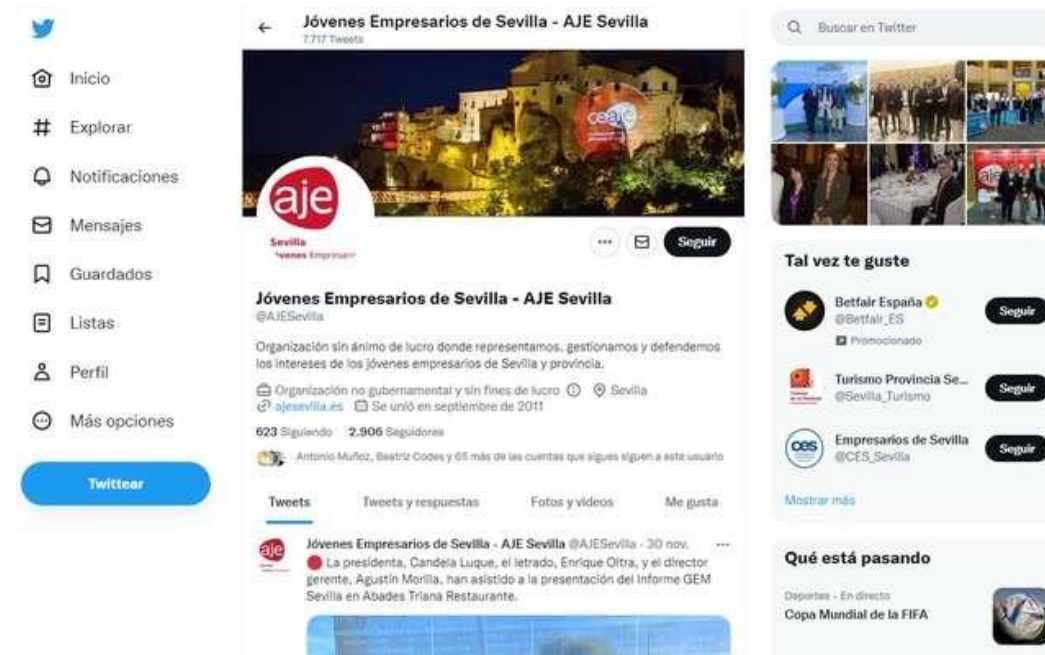 Inicio
Explorar
Notificaciones
Mensajes
Guardados
Listas
Perfil
Más opciones
Twittear
Jóvenes Empresarios de Sevilla - AJE Sevilla
7.717 Tweets
ceaje
aje
Sevilla
Seguir
Jóvenes Empresarios de Sevilla - AJE Sevilla
@AJESevilla
Organización sin ánimo de lucro donde representamos, gestionamos y defendemos
los intereses de los jóvenes empresarios de Sevilla y provincia.
Organización no gubernamental y sin fines de lucro Sevilla
ajesevilla.es Se unió en septiembre de 2011
623 Siguiendo 2.906 Seguidores
Antonio Muñoz, Beatriz Codes y 65 más de las cuentas que sigues siguen a este usuario
Tweets Tweets y respuestas Fotos y vídeos Me gusta
aje
Jóvenes Empresarios de Sevilla - AJE Sevilla @AJESevilla · 30 nov.
La presidenta, Candela Luque, el letrado, Enrique Oltra, y el director
gerente, Agustín Morilla, han asistido a la presentación del Informe GEM
Sevilla en Abades Triana Restaurante.
Buscar en Twitter
aje
Tal vez te guste
Betfair España
@Betfair_ES
Promocionado
Seguir
Turismo Provincia Se...
@Sevilla_Turismo
Seguir
ces
Empresarios de Sevilla
@CES_Sevilla
Seguir
Mostrar más
Qué está pasando
Deportes · En directo
Copa Mundial de la FIFA